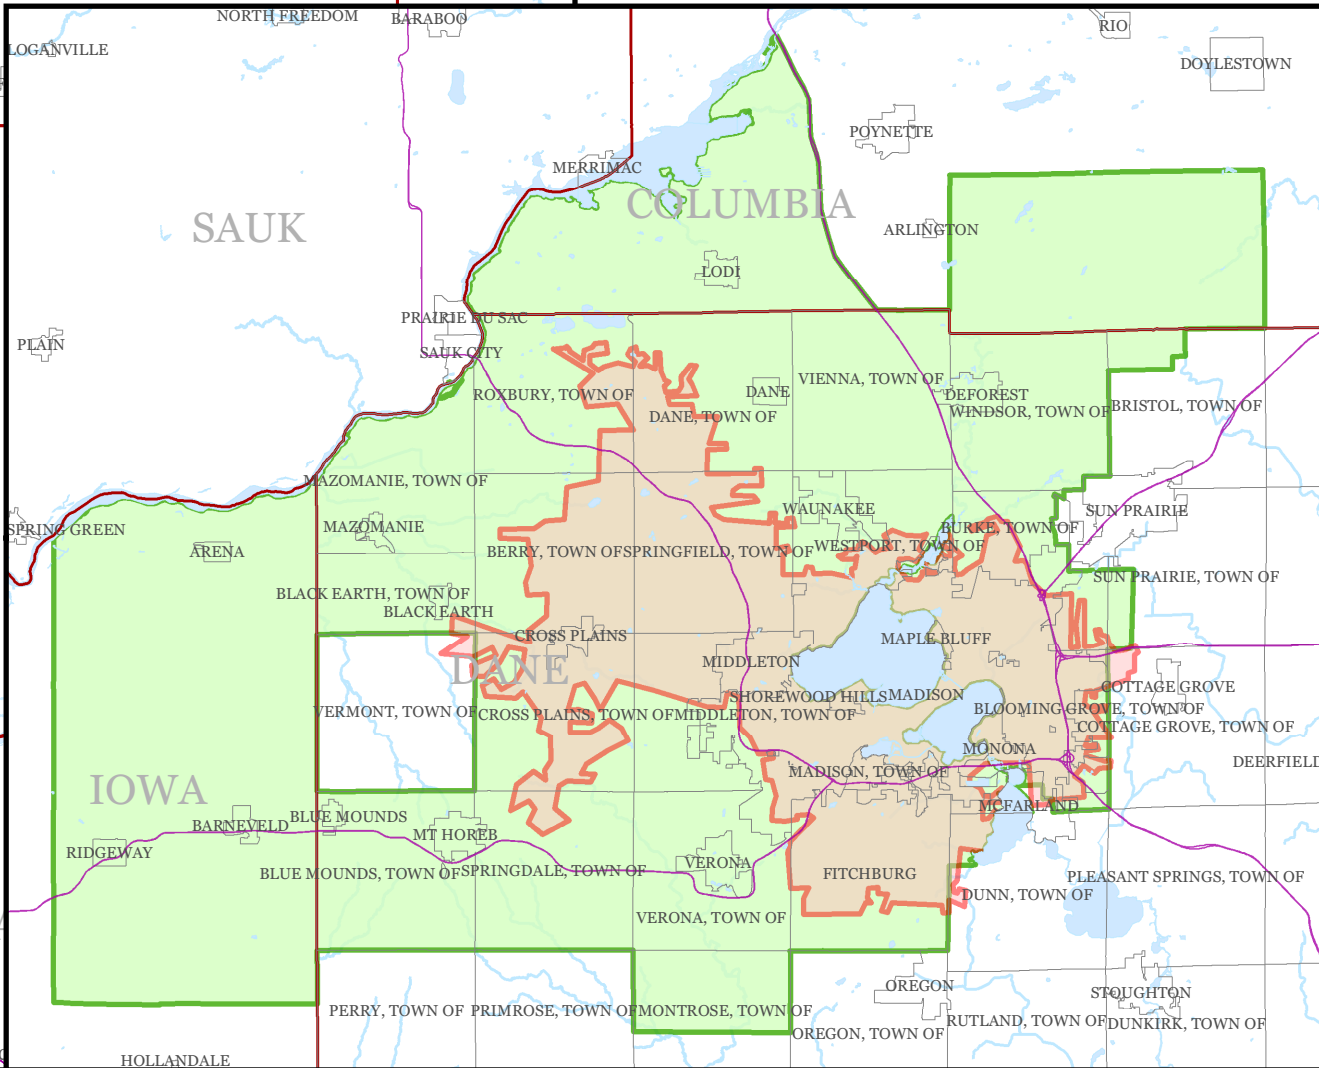 NORTH FREEDOM
BARABOO
RIO
LOGANVILLE
DOYLESTOWN
POYNETTE
MERRIMAC
COLUMBIA
SAUK
ARLINGTON
LODI
PRAIRIE DU SAC
PLAIN
SAUK CITY
VIENNA, TOWN OF
ROXBURY, TOWN OF
DANE
DEFOREST
BRISTOL, TOWN OF
WINDSOR, TOWN OF
DANE, TOWN OF
MAZOMANIE, TOWN OF
WAUNAKEE
SUN PRAIRIE
SPRING GREEN
MAZOMANIE
BURKE, TOWN OF
WESTPORT, TOWN OF
ARENA
BERRY, TOWN OF
SPRINGFIELD, TOWN OF
SUN PRAIRIE, TOWN OF
BLACK EARTH, TOWN OF
BLACK EARTH
CROSS PLAINS
MAPLE BLUFF
MIDDLETON
DANE
COTTAGE GROVE
SHOREWOOD HILLS
MADISON
VERMONT, TOWN OF
CROSS PLAINS, TOWN OF
MIDDLETON, TOWN OF
BLOOMING GROVE, TOWN OF
COTTAGE GROVE, TOWN OF
MONONA
DEERFIELD
MADISON, TOWN OF
IOWA
MCFARLAND
BARNEVELD
BLUE MOUNDS
MT HOREB
RIDGEWAY
VERONA
BLUE MOUNDS, TOWN OF
SPRINGDALE, TOWN OF
FITCHBURG
PLEASANT SPRINGS, TOWN OF
DUNN, TOWN OF
VERONA, TOWN OF
OREGON
STOUGHTON
PERRY, TOWN OF
PRIMROSE, TOWN OF
MONTROSE, TOWN OF
RUTLAND, TOWN OF
DUNKIRK, TOWN OF
OREGON, TOWN OF
HOLLANDALE